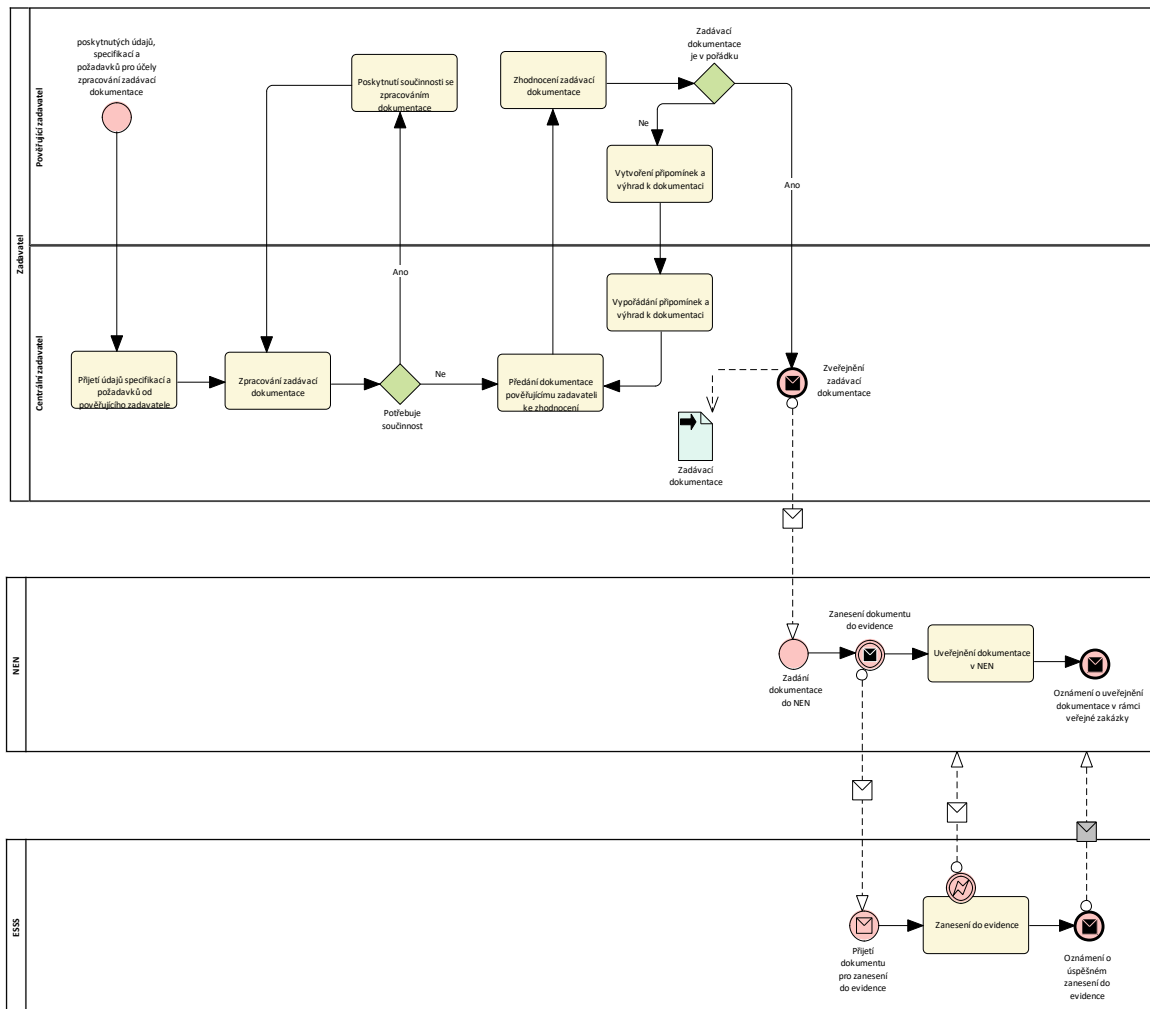 Zadavatel
Pověřující zadavatel
poskytnutých údajů,
specifikací a
požadavků pro účely
zpracování zadávací
dokumentace
Poskytnutí součinnosti se
zpracováním
dokumentace
Zhodnocení zadávací
dokumentace
Zadávací
dokumentace
je v pořádku
Ne
Vytvoření připomínek a
výhrad k dokumentaci
Ano
Centrální zadavatel
Přijetí údajů specifikací a
požadavků od
pověřujícího zadavatele
Zpracování zadávací
dokumentace
Ano
Potřebuje
součinnost
Ne
Předání dokumentace
pověřujícímu zadavateli
ke zhodnocení
Vypořádání připomínek a
výhrad k dokumentaci
Zveřejnění
zadávací
dokumentace
Zadávací
dokumentace
NEN
Zadání
dokumentace
do NEN
Zanesení dokumentu
do evidence
Uveřejnění dokumentace
v NEN
Oznámení o uveřejnění
dokumentace v rámci
veřejné zakázky
ESSS
Přijetí
dokumentu
pro zanesení
do evidence
Zanesení do evidence
Oznámení o
úspěšném
zanesení do
evidence